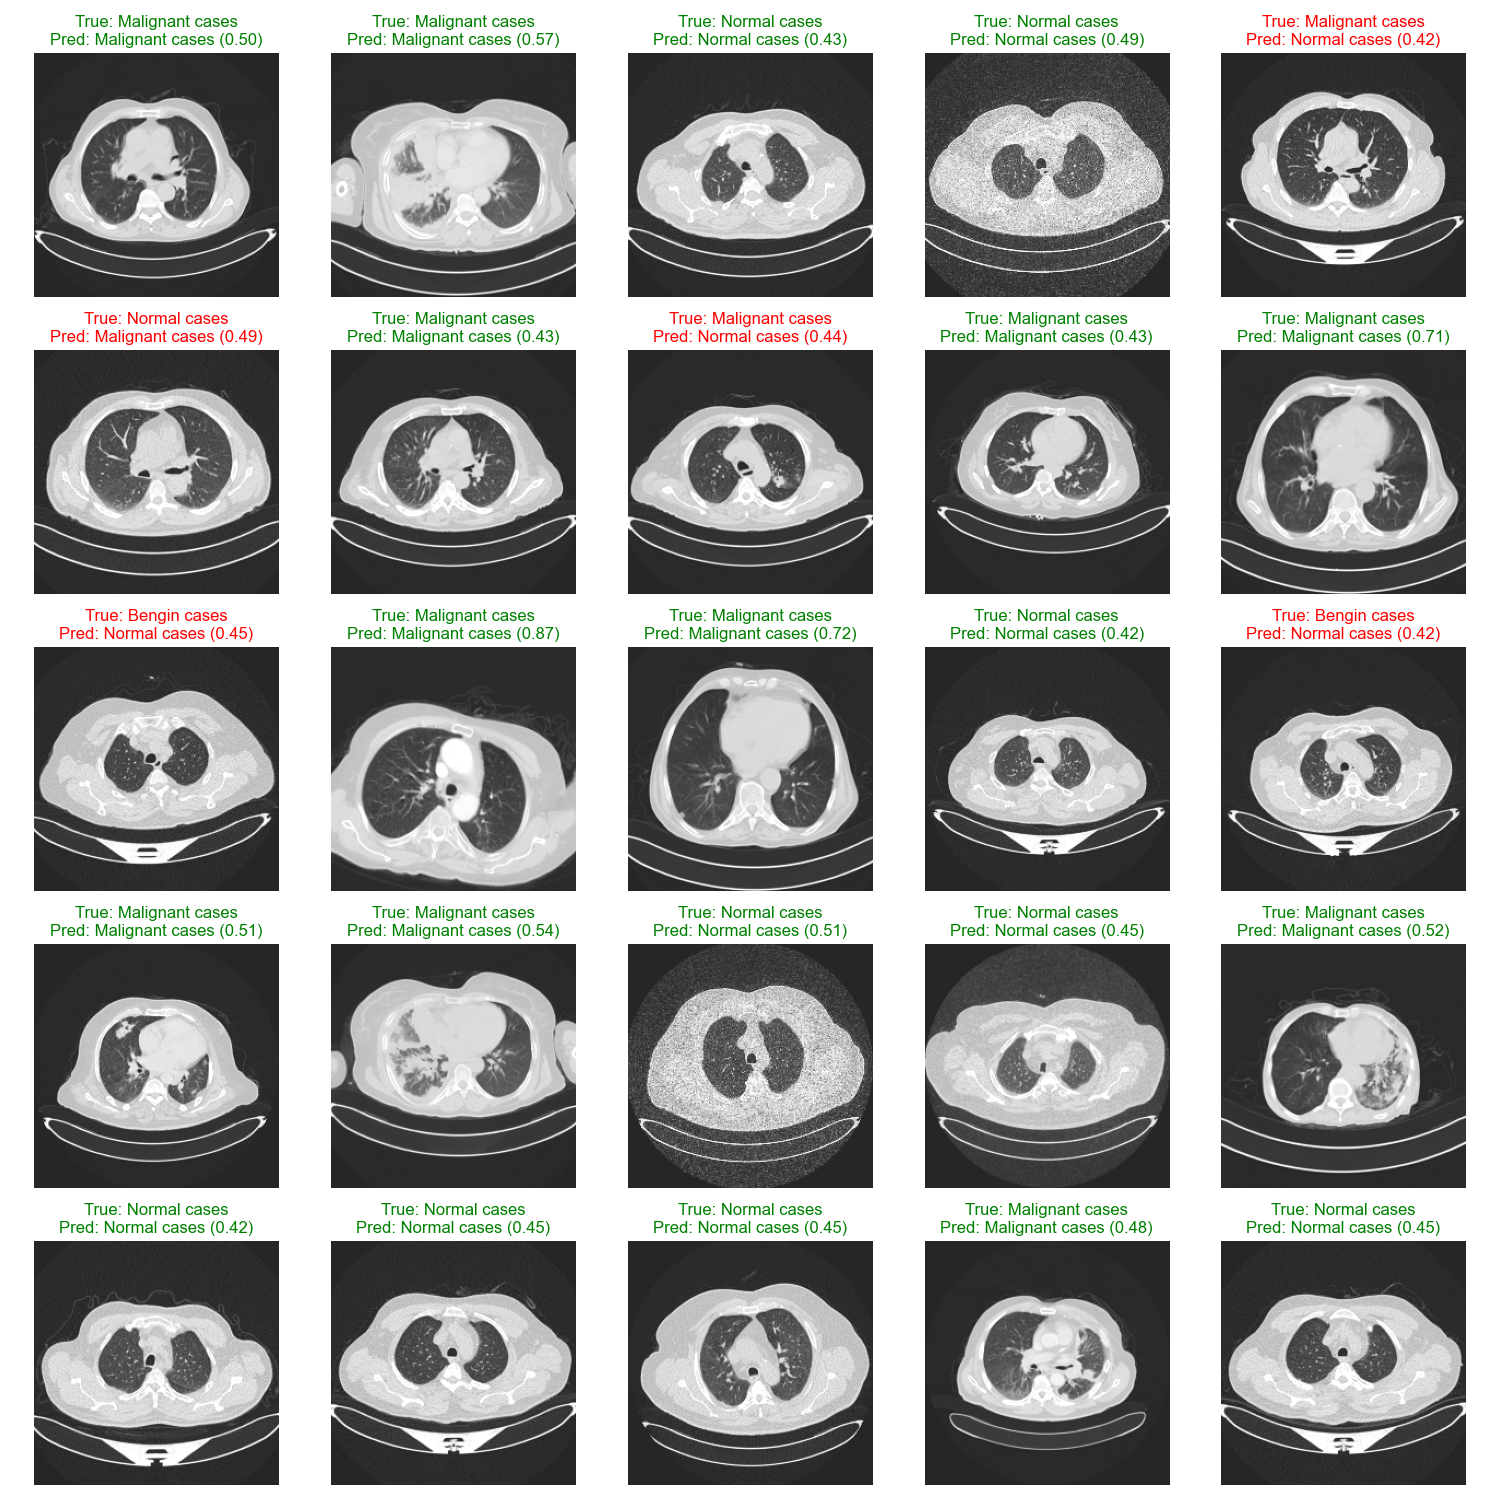 True: Malignant cases
Pred: Malignant cases (0.50)
True: Malignant cases
Pred: Malignant cases (0.57)
True: Normal cases
Pred: Normal cases (0.43)
True: Normal cases
Pred: Normal cases (0.49)
True: Malignant cases
Pred: Normal cases (0.42)
True: Normal cases
Pred: Malignant cases (0.49)
True: Malignant cases
Pred: Malignant cases (0.43)
True: Malignant cases
Pred: Normal cases (0.44)
True: Malignant cases
Pred: Malignant cases (0.43)
True: Malignant cases
Pred: Malignant cases (0.71)
True: Bengin cases
Pred: Normal cases (0.45)
True: Malignant cases
Pred: Malignant cases (0.87)
True: Malignant cases
Pred: Malignant cases (0.72)
True: Normal cases
Pred: Normal cases (0.42)
True: Bengin cases
Pred: Normal cases (0.42)
True: Malignant cases
Pred: Malignant cases (0.51)
True: Malignant cases
Pred: Malignant cases (0.54)
True: Normal cases
Pred: Normal cases (0.51)
True: Normal cases
Pred: Normal cases (0.45)
True: Malignant cases
Pred: Malignant cases (0.52)
True: Normal cases
Pred: Normal cases (0.42)
True: Normal cases
Pred: Normal cases (0.45)
True: Normal cases
Pred: Normal cases (0.45)
True: Malignant cases
Pred: Malignant cases (0.48)
True: Normal cases
Pred: Normal cases (0.45)